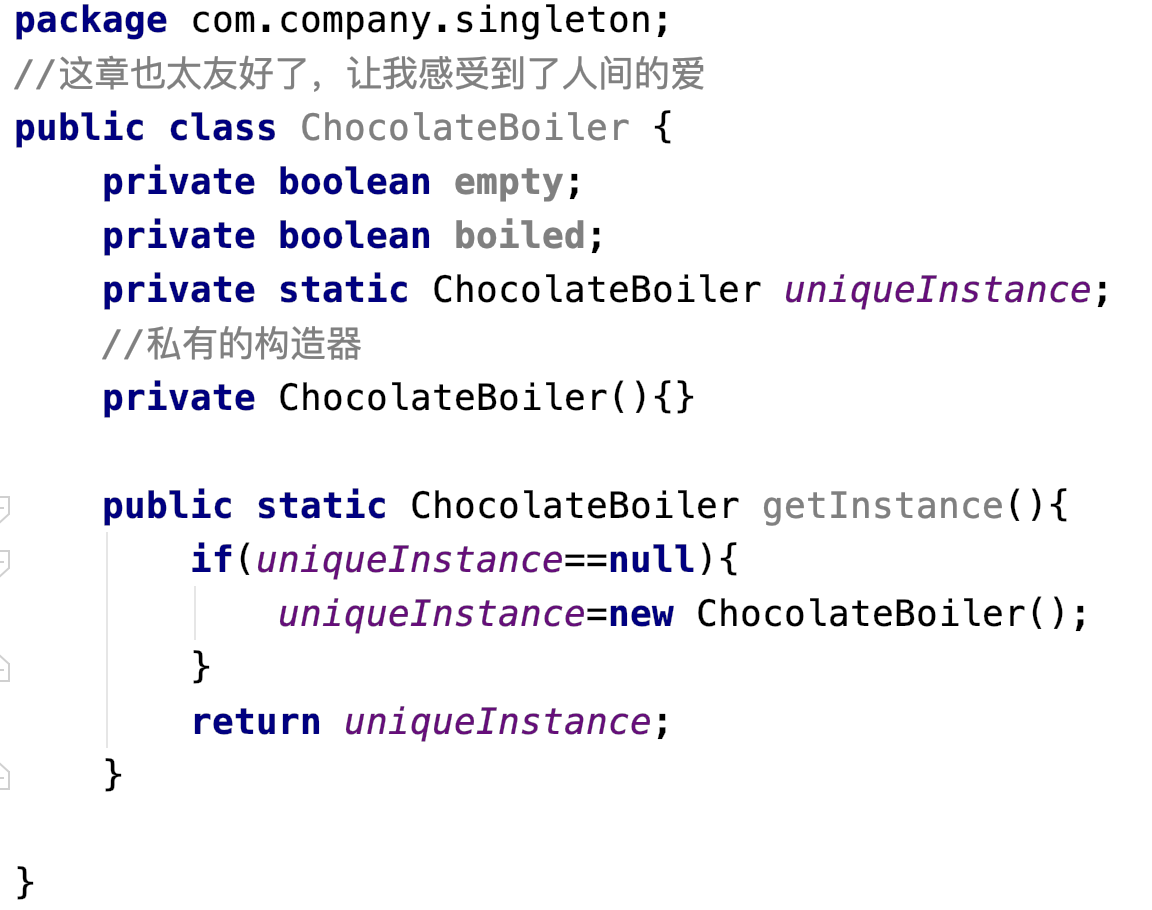 package com.company.singleton;
//这章也太友好了，让我感受到了人间的爱
public class ChocolateBoiler {
    private boolean empty;
    private boolean boiled;
    private static ChocolateBoiler uniqueInstance;
    //私有的构造器
    private ChocolateBoiler(){}
    public static ChocolateBoiler getInstance(){
        if(uniqueInstance==null){
            uniqueInstance=new ChocolateBoiler();
        }
        return uniqueInstance;
    }
}